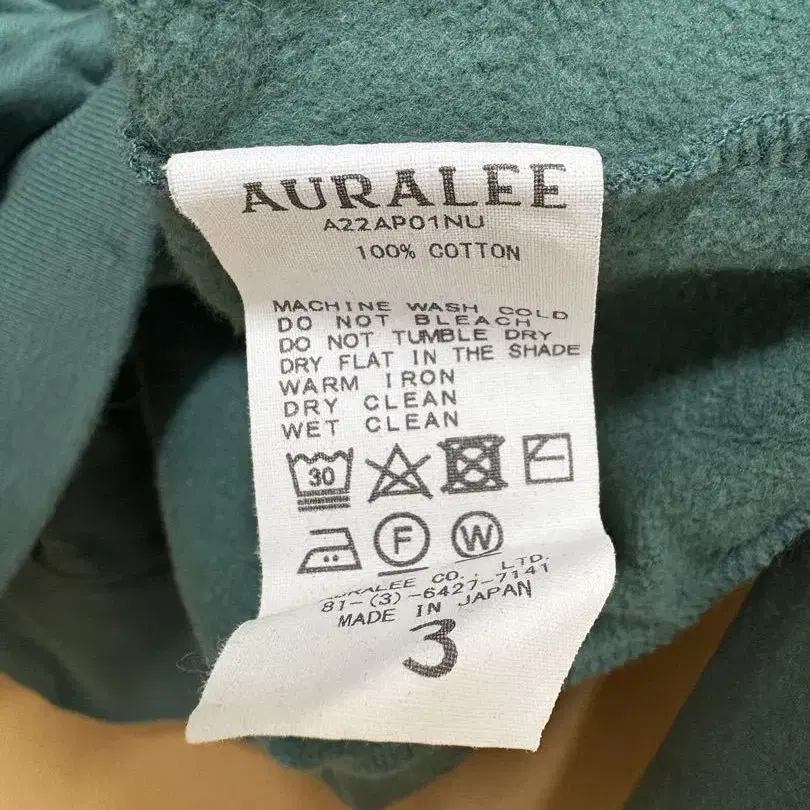 AURALEE
A22AP01NU
100% COTTON
MACHINE WASH COLD
DO NOT BLEACH
DO NOT TUMBLE DRY
DRY FLAT IN THE SHADE
WARM IRON
DRY CLEAN
WET CLEAN
30
F W
AURALEE CO., LTD.
81-(3)-6427-7141
MADE IN JAPAN
3